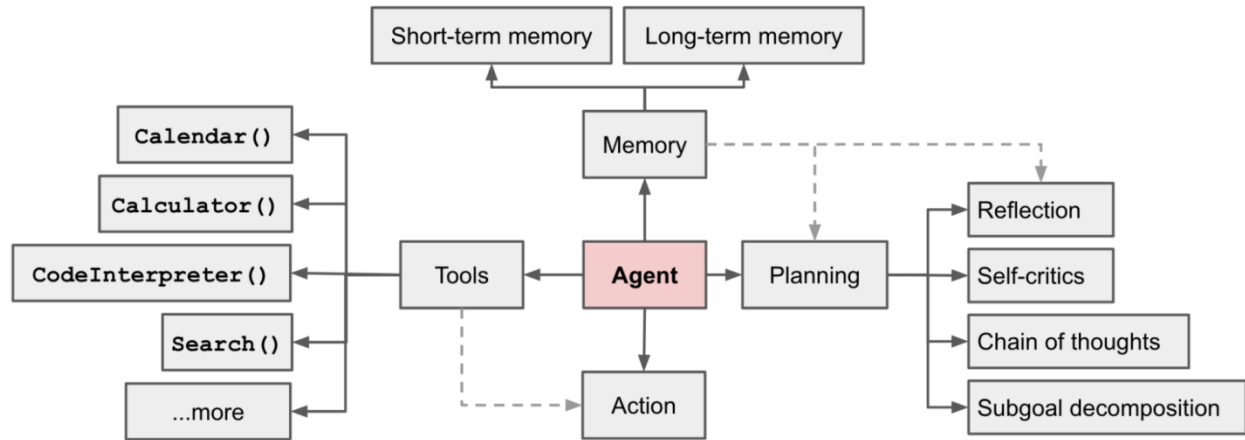 Short-term memory
Long-term memory
Memory
Calendar()
Calculator()
CodeInterpreter()
Search()
...more
Tools
Agent
Planning
Action
Reflection
Self-critics
Chain of thoughts
Subgoal decomposition